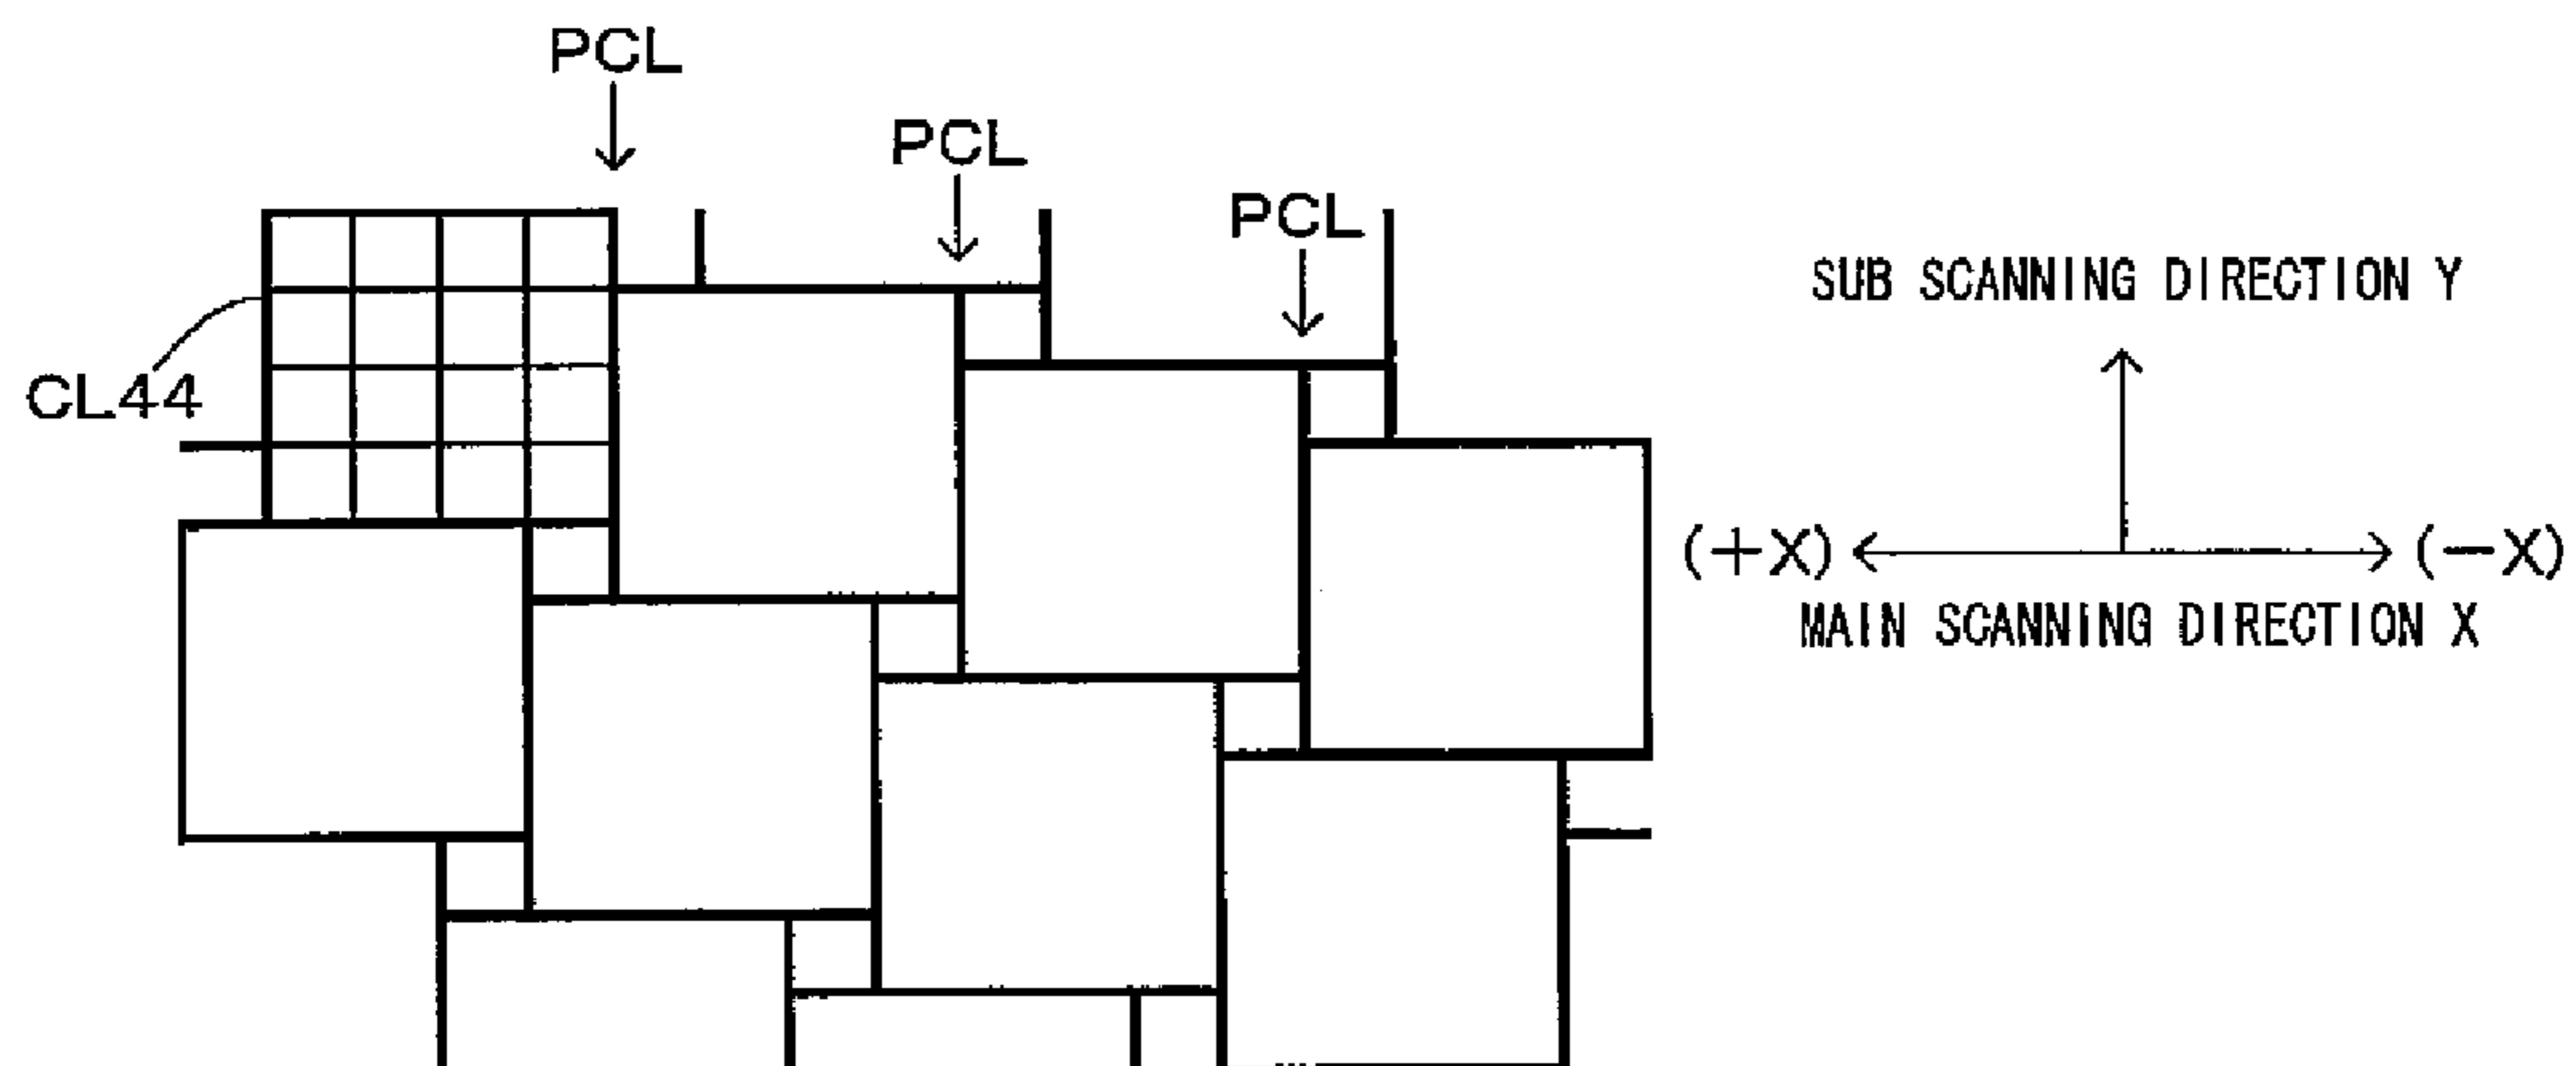 PCL
PCL
PCL
SUB SCANNING DIRECTION Y
CL44
(+X)
(−X)
MAIN SCANNING DIRECTION X